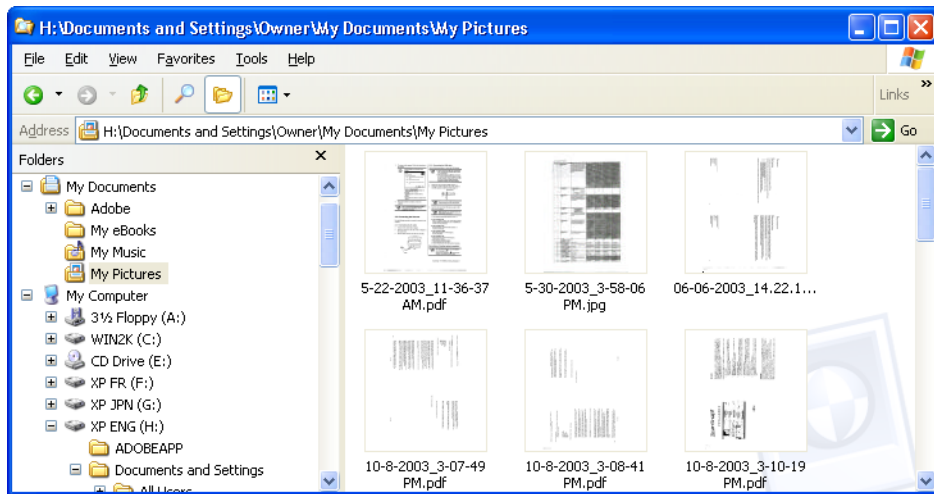 H:\Documents and Settings\Owner\My Documents\My Pictures
File Edit View Favorites Tools Help
Links »
Address H:\Documents and Settings\Owner\My Documents\My Pictures Go
Folders ×
My Documents
Adobe
My eBooks
My Music
My Pictures
My Computer
3½ Floppy (A:)
WIN2K (C:)
CD Drive (E:)
XP FR (F:)
XP JPN (G:)
XP ENG (H:)
ADOBEAPP
Documents and Settings
All Users
5-22-2003_11-36-37
AM.pdf
5-30-2003_3-58-06
PM.jpg
06-06-2003_14.22.1...
10-8-2003_3-07-49
PM.pdf
10-8-2003_3-08-41
PM.pdf
10-8-2003_3-10-19
PM.pdf